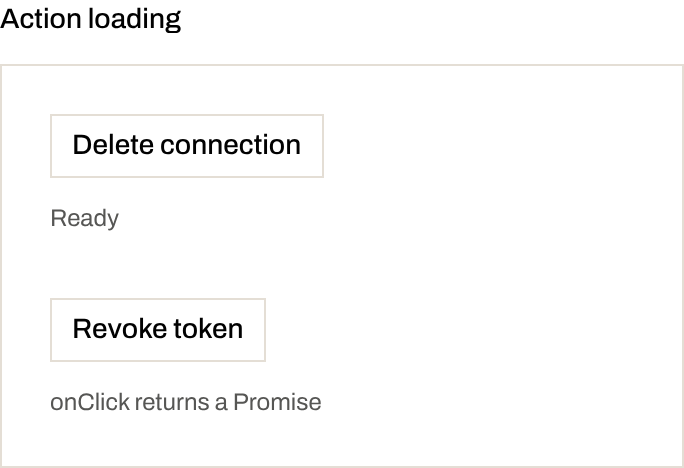 Action loading
Delete connection
Ready
Revoke token
onClick returns a Promise